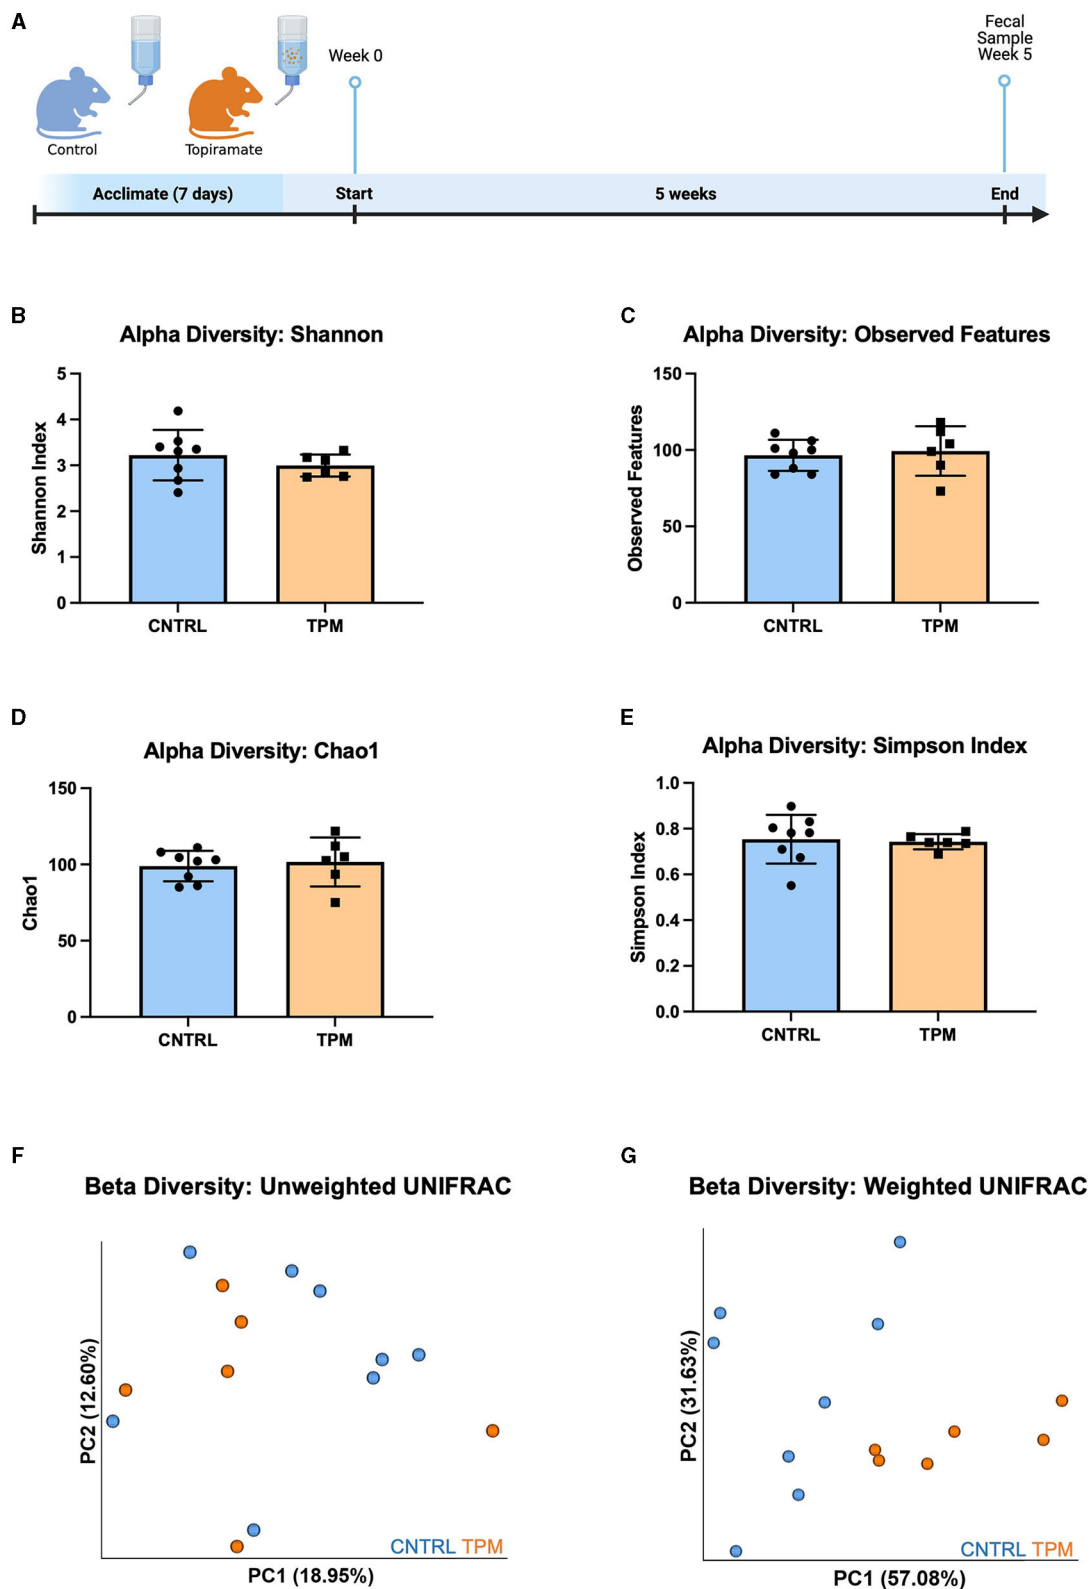 A
Control
Topiramate
Week 0
Fecal
Sample
Week 5
Acclimate (7 days)
Start
5 weeks
End
B
Alpha Diversity: Shannon
Shannon Index
5
4
3
2
1
0
CNTRL
TPM
C
Alpha Diversity: Observed Features
Observed Features
150
100
50
0
CNTRL
TPM
D
Alpha Diversity: Chao1
Chao1
150
100
50
0
CNTRL
TPM
E
Alpha Diversity: Simpson Index
Simpson Index
1.0
0.8
0.6
0.4
0.2
0.0
CNTRL
TPM
F
Beta Diversity: Unweighted UNIFRAC
PC2 (12.60%)
CNTRL TPM
PC1 (18.95%)
G
Beta Diversity: Weighted UNIFRAC
PC2 (31.63%)
CNTRL TPM
PC1 (57.08%)